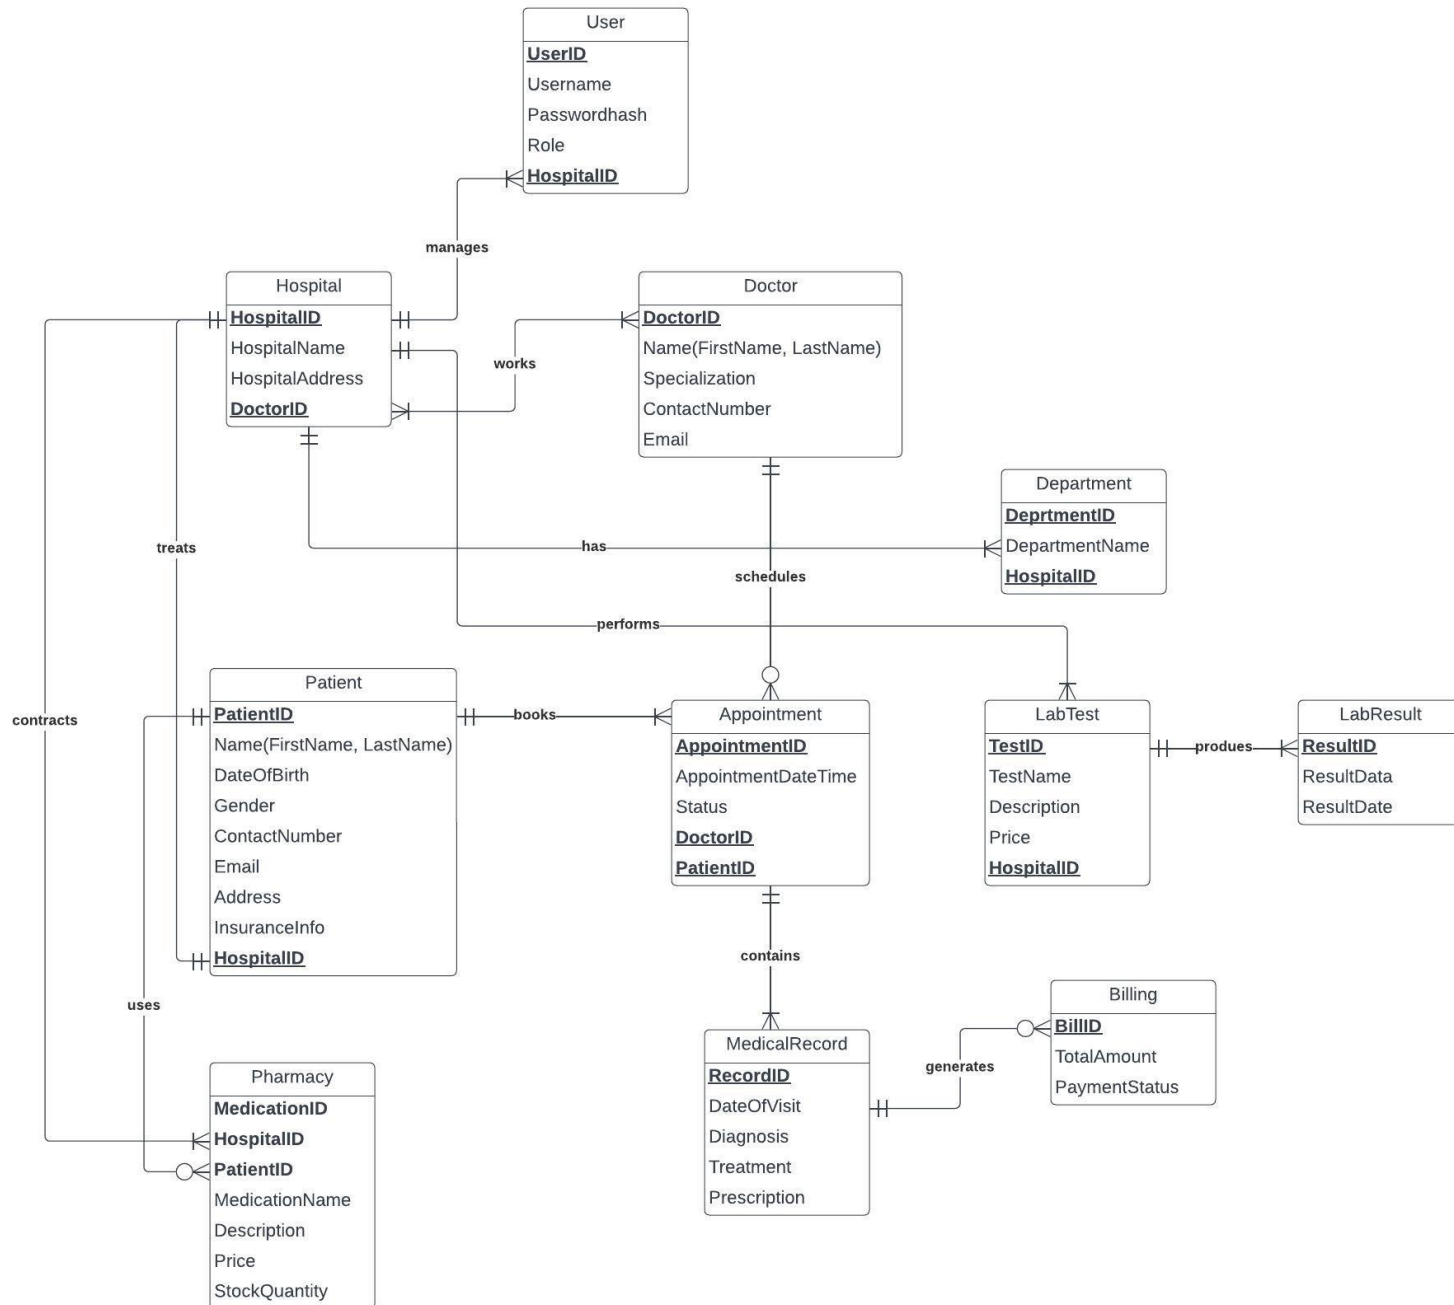 User
UserID
Username
Passwordhash
Role
HospitalID
manages
Hospital
HospitalID
HospitalName
HospitalAddress
DoctorID
works
Doctor
DoctorID
Name(FirstName, LastName)
Specialization
ContactNumber
Email
Department
DeprtmentID
DepartmentName
HospitalID
treats
has
schedules
performs
contracts
Patient
PatientID
Name(FirstName, LastName)
DateOfBirth
Gender
ContactNumber
Email
Address
InsuranceInfo
HospitalID
books
Appointment
AppointmentID
AppointmentDateTime
Status
DoctorID
PatientID
LabTest
TestID
TestName
Description
Price
HospitalID
produes
LabResult
ResultID
ResultData
ResultDate
contains
uses
Pharmacy
MedicationID
HospitalID
PatientID
MedicationName
Description
Price
StockQuantity
MedicalRecord
RecordID
DateOfVisit
Diagnosis
Treatment
Prescription
generates
Billing
BillID
TotalAmount
PaymentStatus